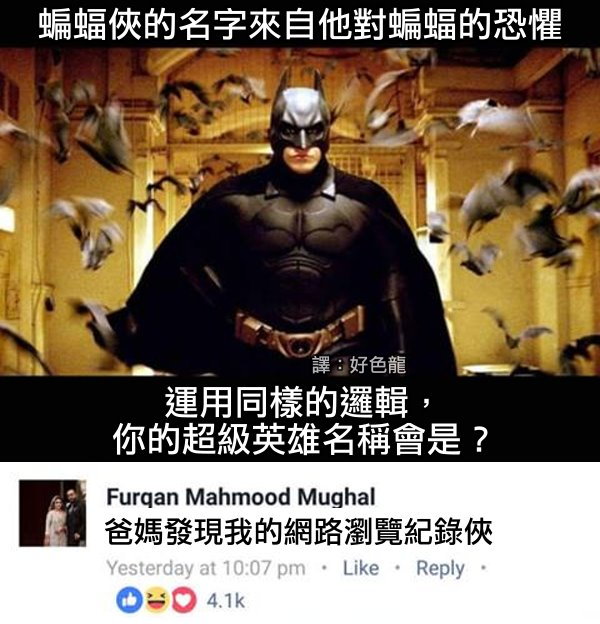 蝙蝠俠的名字來自他對蝙蝠的恐懼
譯：好色龍
運用同樣的邏輯，
你的超級英雄名稱會是？
Furqan Mahmood Mughal
爸媽發現我的網路瀏覽紀錄俠
Yesterday at 10:07 pm · Like · Reply ·
4.1k